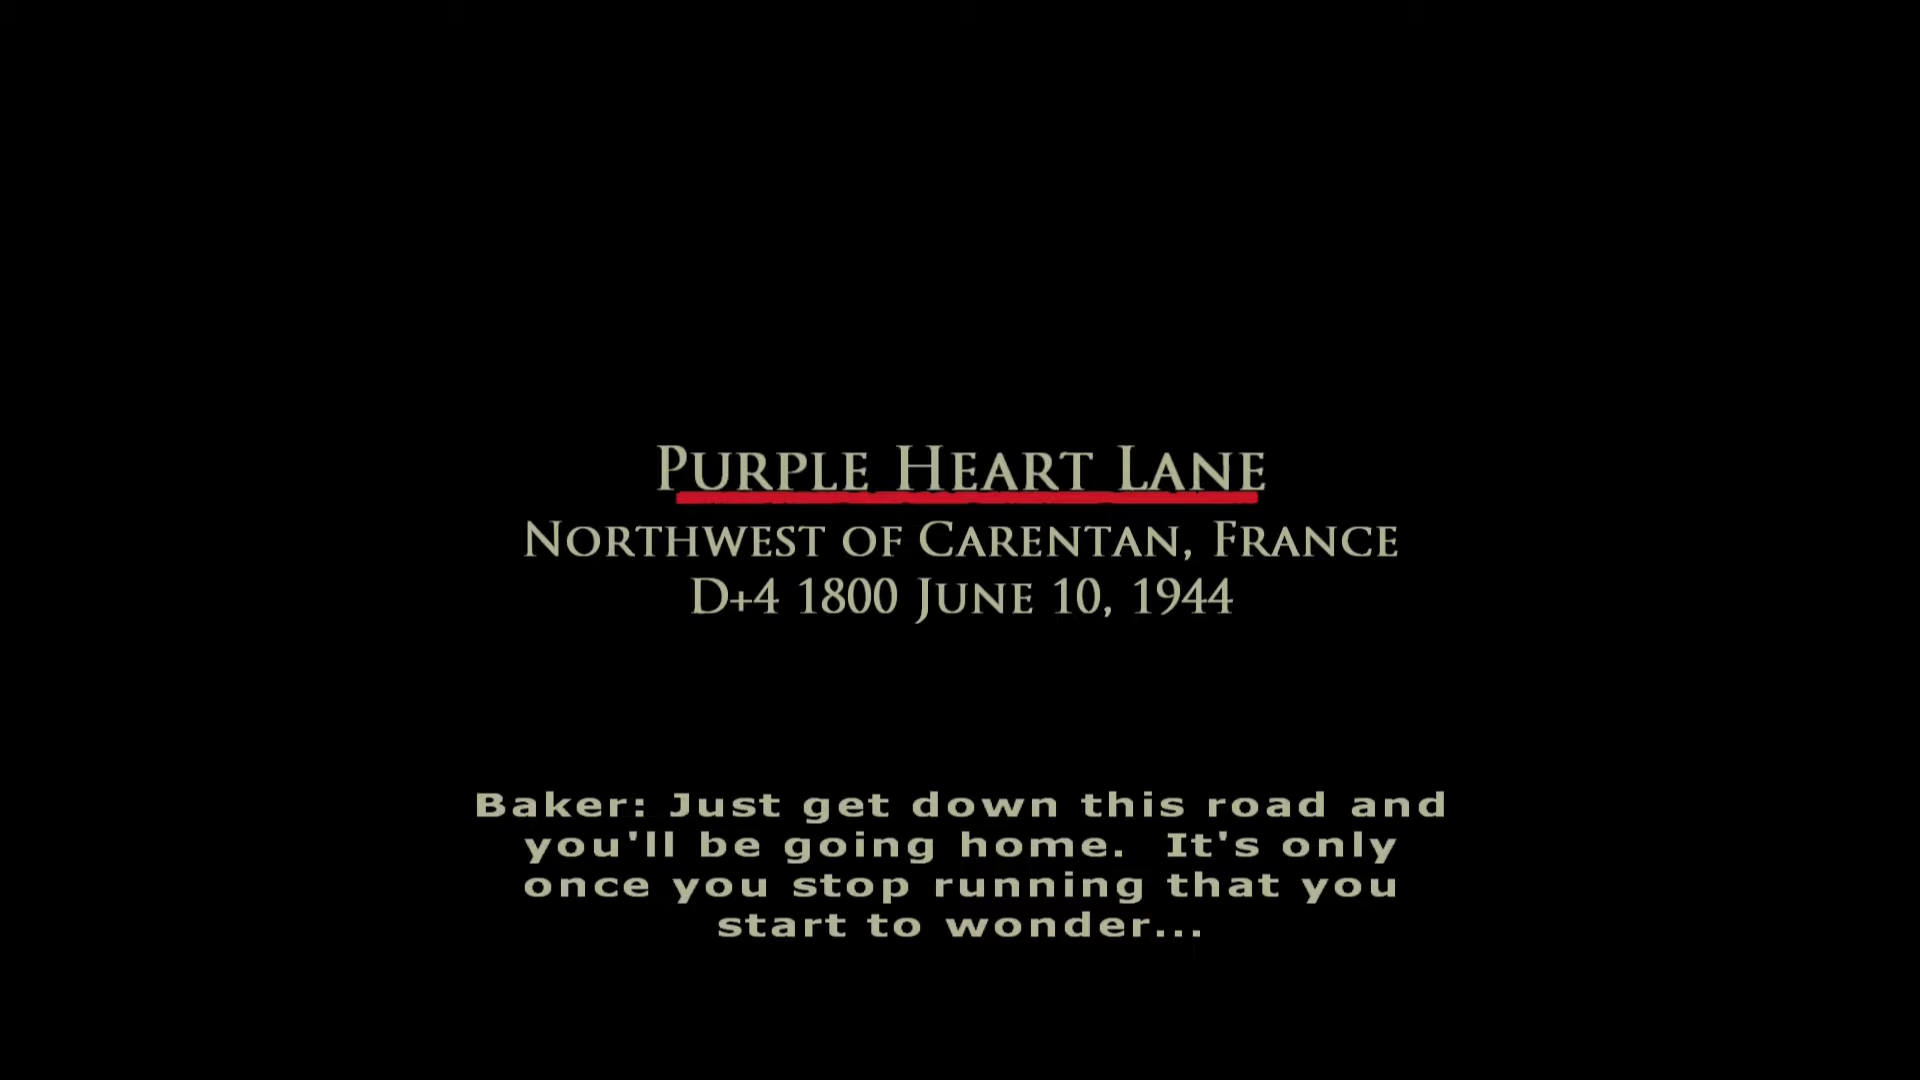 Purple Heart Lane
Northwest of Carentan, France
D+4 1800 June 10, 1944
Baker: Just get down this road and
you'll be going home.  It's only
once you stop running that you
start to wonder...